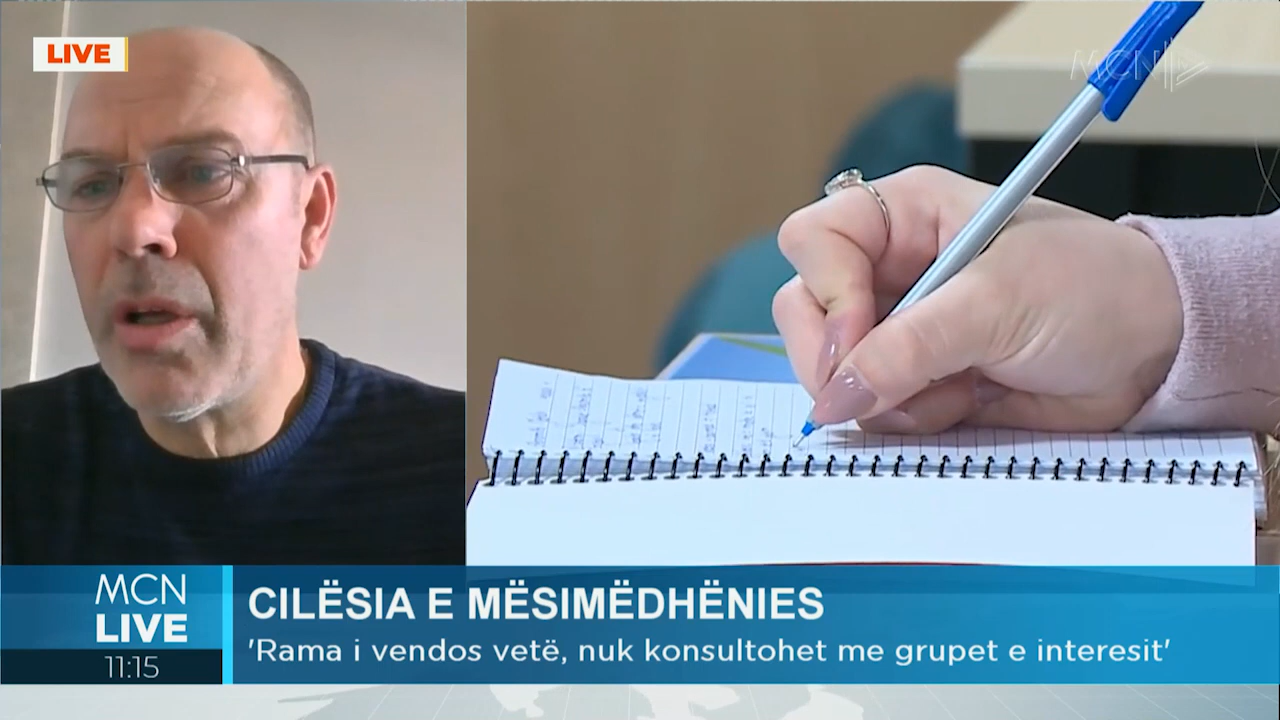 LIVE
MCN
CILËSIA E MËSIMËDHËNIES
'Rama i vendos vetë, nuk konsultohet me grupet e interesit'
MCN
LIVE
11:15